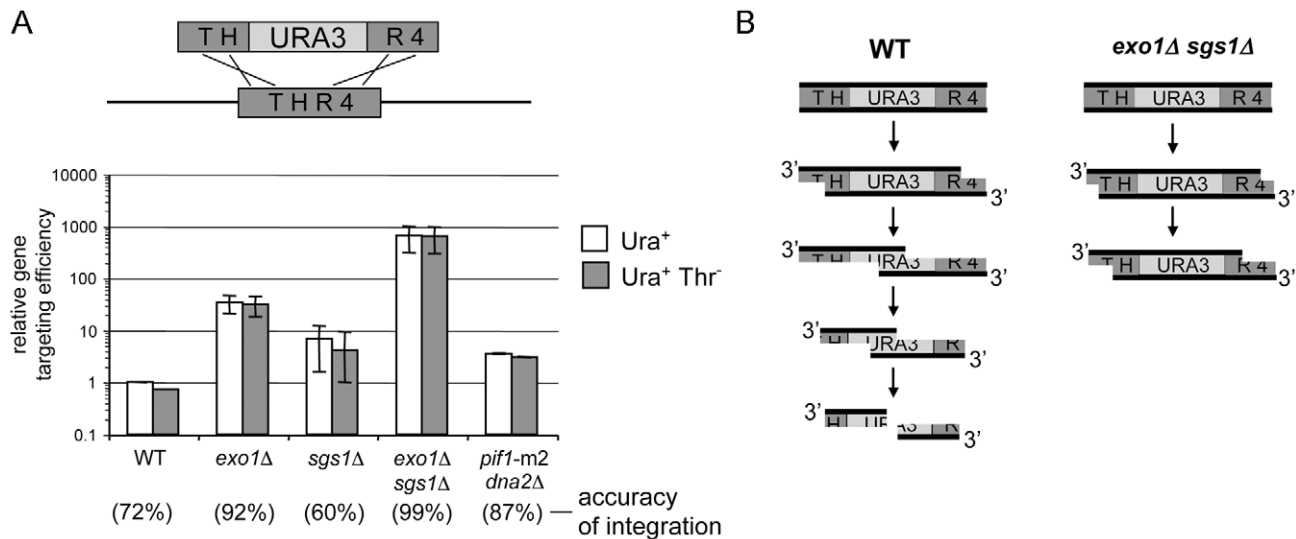 A
T H URA3 R 4
T H R 4
relative gene
targeting efficiency
10000
1000
100
10
1
0.1
Ura+
Ura+ Thr-
WT
exo1Δ
sgs1Δ
exo1Δ
sgs1Δ
pif1-m2
dna2Δ
(72%) (92%) (60%) (99%) (87%)
accuracy
of integration
B
WT
T H URA3 R 4
3'
T H URA3 R 4
3'
3'
T H URA3 R 4
3'
3'
H URA3 R
3'
3'
H URA3 R
3'
exo1Δ sgs1Δ
T H URA3 R 4
3'
T H URA3 R 4
3'
3'
T H URA3 R 4
3'